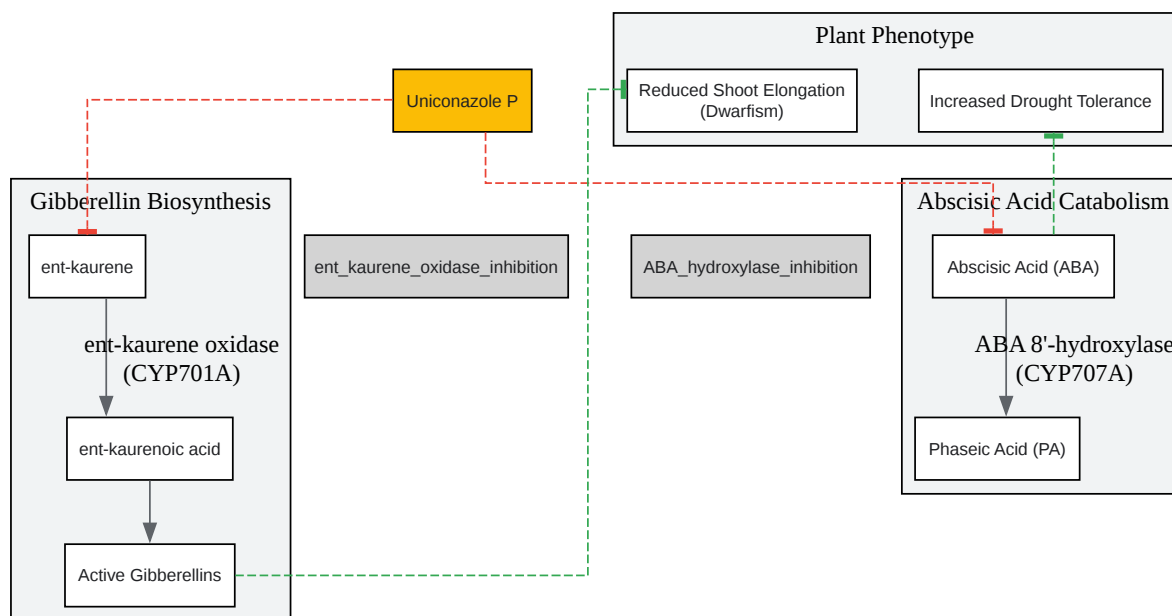 Plant Phenotype
Uniconazole P
Reduced Shoot Elongation
(Dwarfism)
Increased Drought Tolerance
Gibberellin Biosynthesis
Abscisic Acid Catabolism
ent-kaurene
ent_kaurene_oxidase_inhibition
ABA_hydroxylase_inhibition
Abscisic Acid (ABA)
ent-kaurene oxidase
(CYP701A)
ABA 8'-hydroxylase
(CYP707A)
ent-kaurenoic acid
Phaseic Acid (PA)
Active Gibberellins